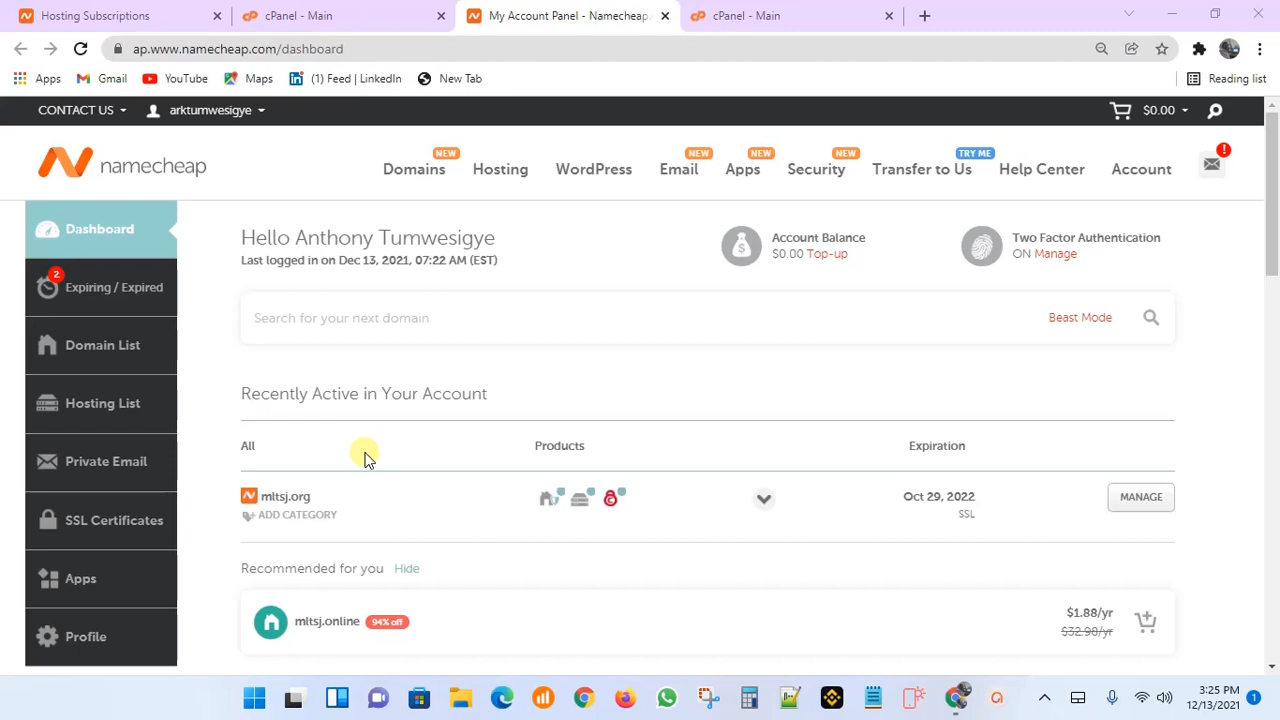 Hosting Subscriptions
cPanel - Main
My Account Panel - Namecheap
cPanel - Main
ap.www.namecheap.com/dashboard
Apps
Gmail
YouTube
Maps
(1) Feed | LinkedIn
New Tab
Reading list
CONTACT US
arktumwesigye
$0.00
namecheap
Domains
NEW
Hosting
WordPress
Email
NEW
Apps
NEW
Security
NEW
Transfer to Us
TRY ME
Help Center
Account
!
Dashboard
2
Expiring / Expired
Domain List
Hosting List
Private Email
SSL Certificates
Apps
Profile
Hello Anthony Tumwesigye
Last logged in on Dec 13, 2021, 07:22 AM (EST)
Account Balance
$0.00 Top-up
Two Factor Authentication
ON Manage
Search for your next domain
Beast Mode
Recently Active in Your Account
All
Products
Expiration
mltsj.org
ADD CATEGORY
Oct 29, 2022
SSL
MANAGE
Recommended for you
Hide
mltsj.online
94% off
$1.88/yr
$32.98/yr
3:25 PM
12/13/2021
1